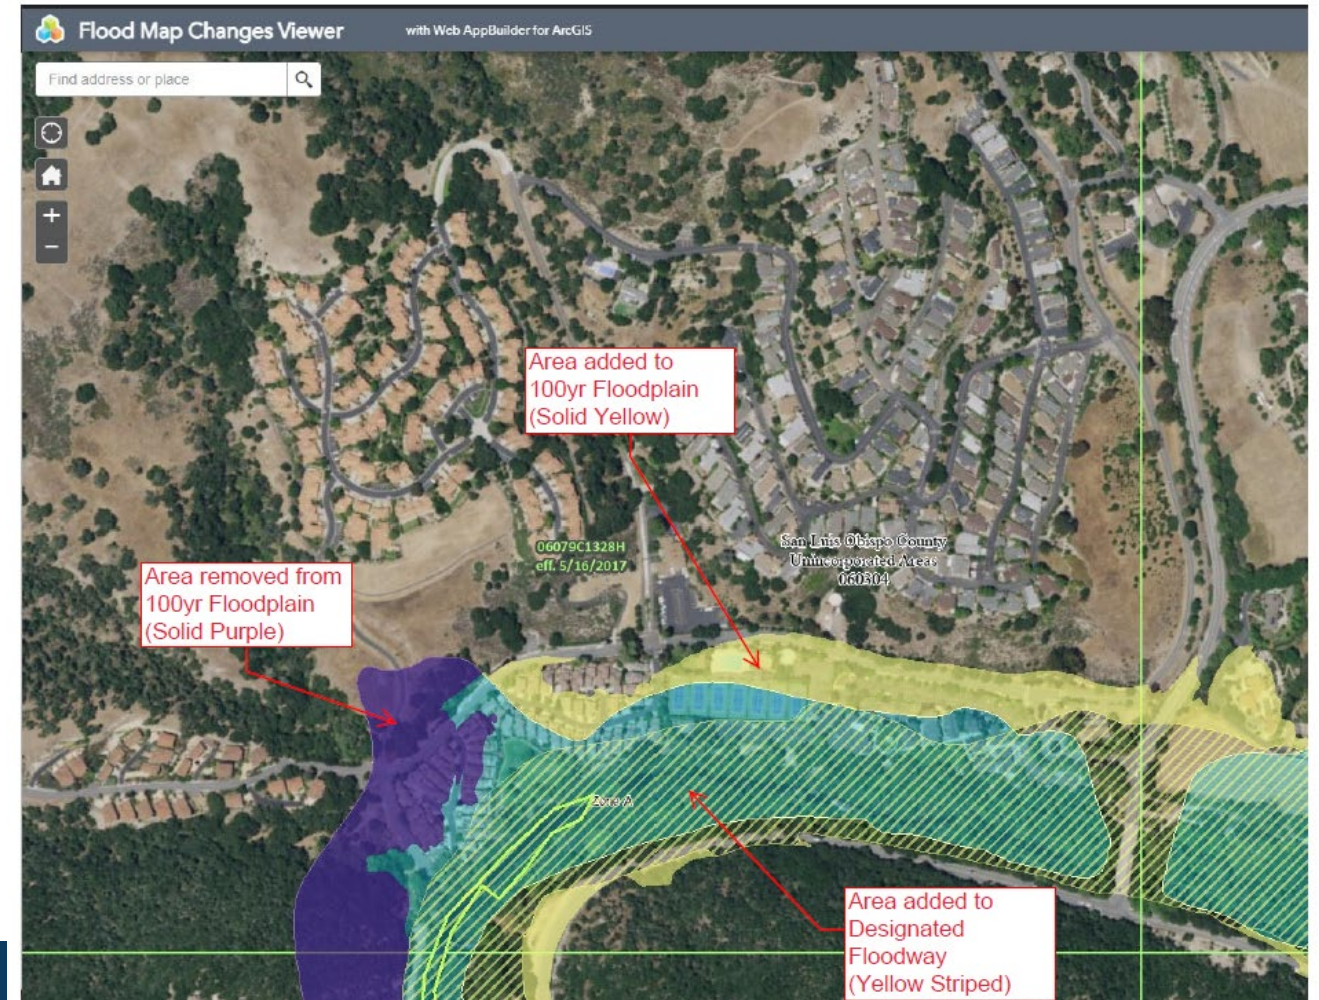 Flood Map Changes Viewer
with Web AppBuilder for ArcGIS
Find address or place
+
−
Area added to
100yr Floodplain
(Solid Yellow)
06079C1328H
eff. 5/16/2017
San Luis Obispo County
Unincorporated Areas
060304
Area removed from
100yr Floodplain
(Solid Purple)
Zone A
Area added to
Designated
Floodway
(Yellow Striped)